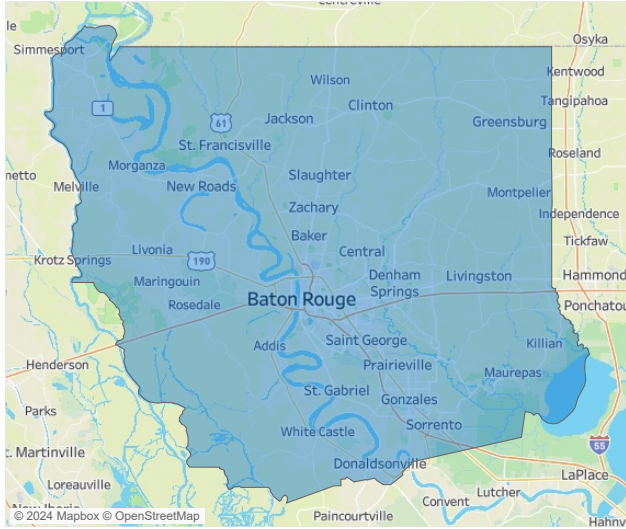 Centreville
Simmesport
Osyka
Wilson
Kentwood
1
Clinton
Tangipahoa
61
Jackson
Greensburg
St. Francisville
Roseland
Morganza
Slaughter
Melville
New Roads
Montpelier
Zachary
Independence
Baker
Tickfaw
Livonia
Central
Krotz Springs
190
Denham
Springs
Livingston
Hammond
Maringouin
Rosedale
Baton Rouge
Ponchatou
Addis
Saint George
Killian
Henderson
Prairieville
Maurepas
St. Gabriel
Gonzales
Parks
Sorrento
White Castle
55
t. Martinville
Donaldsonville
LaPlace
Loreauville
Lutcher
Convent
© 2024 Mapbox © OpenStreetMap
Paincourtville